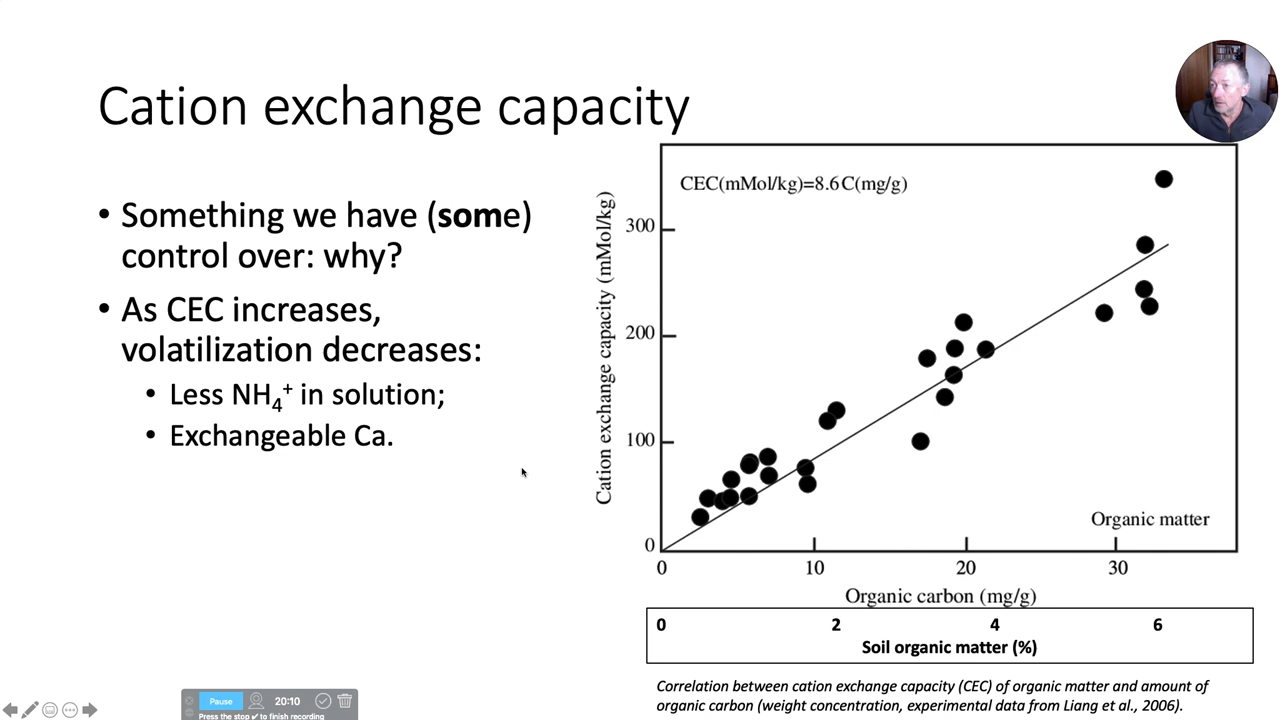 Cation exchange capacity
• Something we have (some)
control over: why?
• As CEC increases,
volatilization decreases:
• Less NH₄⁺ in solution;
• Exchangeable Ca.
CEC(mMol/kg)=8.6C(mg/g)
Cation exchange capacity (mMol/kg)
300
200
100
0
Organic matter
0 10 20 30
Organic carbon (mg/g)
0 2 4 6
Soil organic matter (%)
Correlation between cation exchange capacity (CEC) of organic matter and amount of
organic carbon (weight concentration, experimental data from Liang et al., 2006).
Pause 20:10
Press the stop ✓ to finish recording